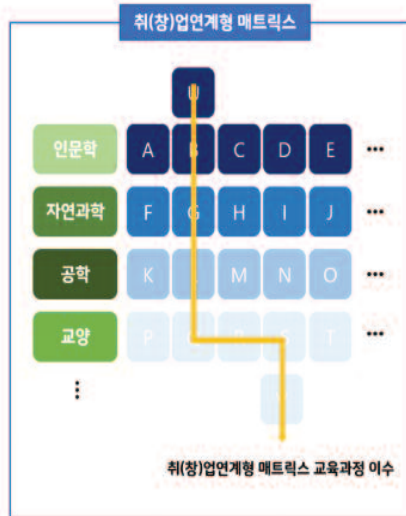 취(창)업연계형 매트릭스
U
인문학 A B C D E ...
자연과학 F G H I J ...
공학 K M N O ...
교양 P R S T ...
⋮
취(창)업연계형 매트릭스 교육과정 이수